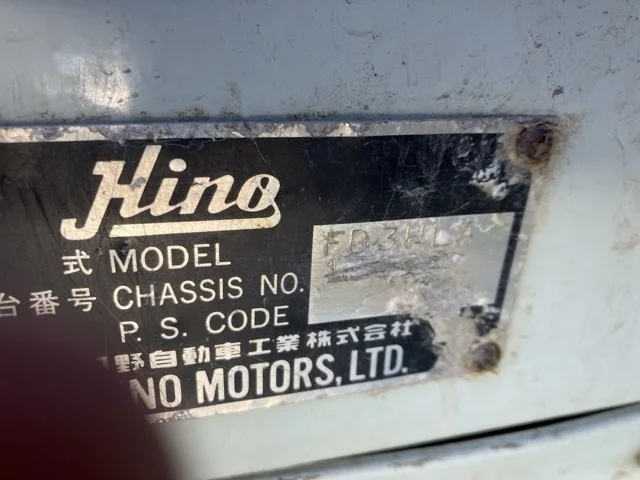 Hino
式 MODEL FD3HLA
台番号 CHASSIS NO.
P. S. CODE
野自動車工業株式会社
NO MOTORS, LTD.